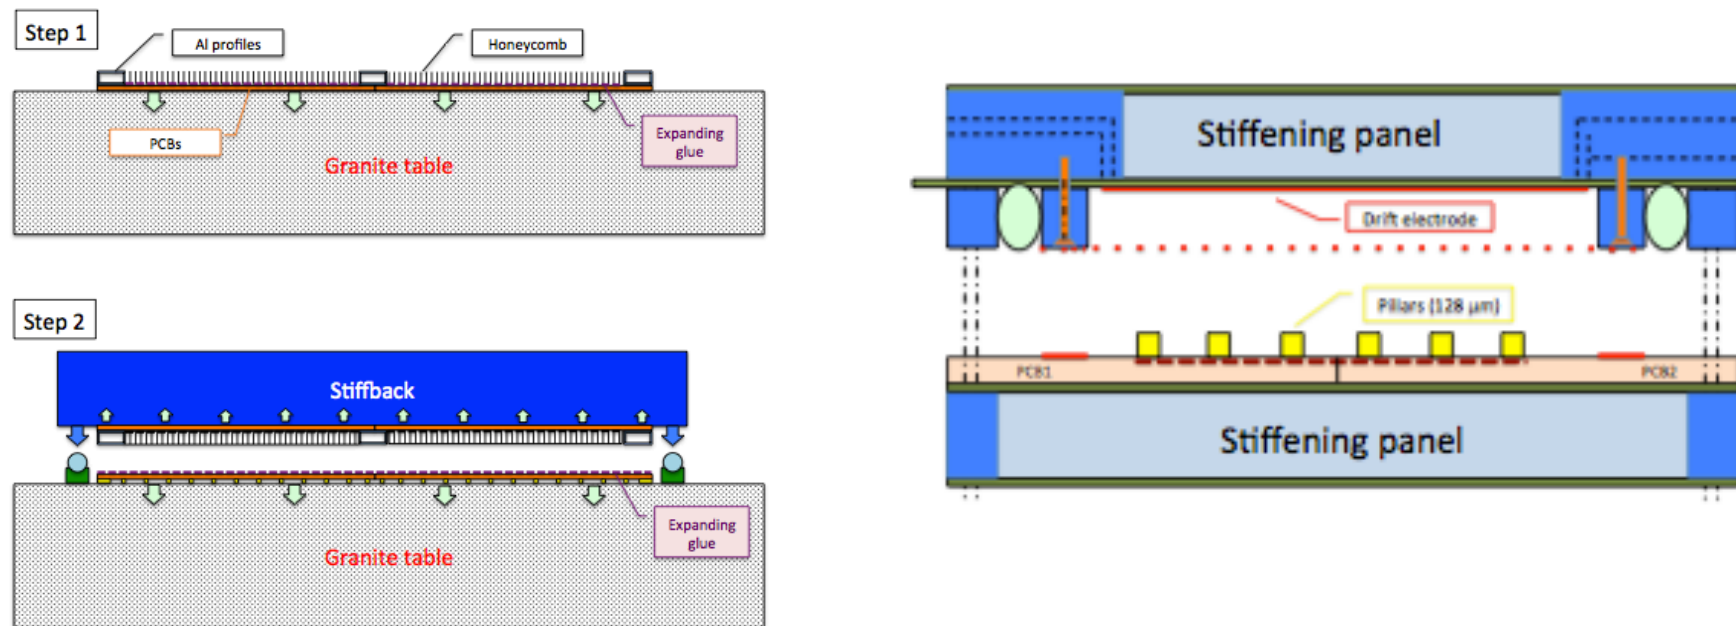 Step 1
Al profiles
Honeycomb
PCBs
Expanding
glue
Granite table
Step 2
Stiffback
Expanding
glue
Granite table
Stiffening panel
Drift electrode
Pillars (128 μm)
PCB1
PCB2
Stiffening panel